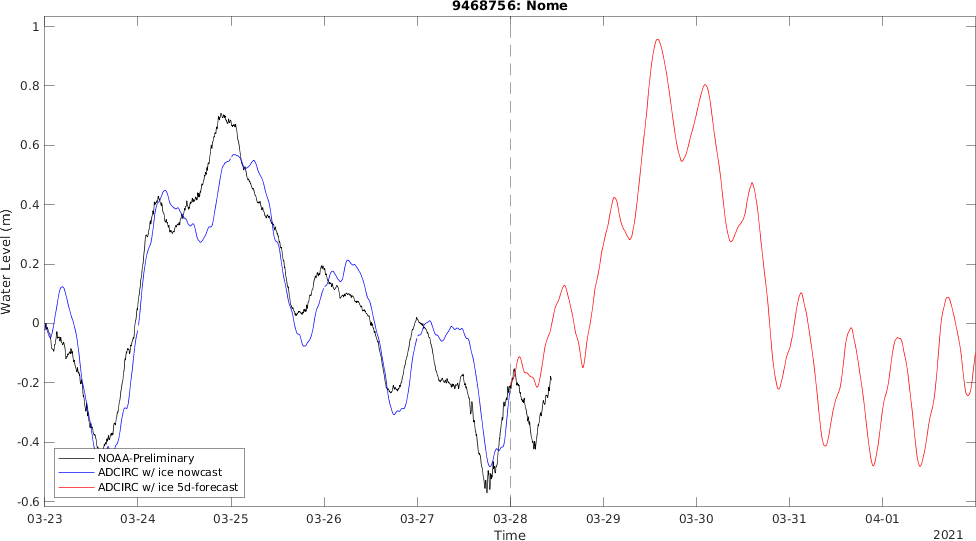 9468756: Nome
1
0.8
0.6
0.4
0.2
0
-0.2
-0.4
-0.6
Water Level (m)
NOAA-Preliminary
ADCIRC w/ ice nowcast
ADCIRC w/ ice 5d-forecast
03-23 03-24 03-25 03-26 03-27 03-28 03-29 03-30 03-31 04-01
Time
2021